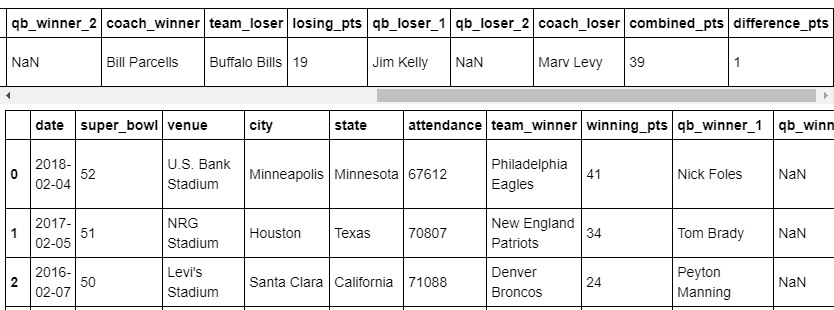 qb_winner_2 coach_winner team_loser losing_pts qb_loser_1 qb_loser_2 coach_loser combined_pts difference_pts
NaN Bill Parcells Buffalo Bills 19 Jim Kelly NaN Marv Levy 39 1
date super_bowl venue city state attendance team_winner winning_pts qb_winner_1 qb_winn
0 2018-02-04 52 U.S. Bank Stadium Minneapolis Minnesota 67612 Philadelphia Eagles 41 Nick Foles NaN
1 2017-02-05 51 NRG Stadium Houston Texas 70807 New England Patriots 34 Tom Brady NaN
2 2016-02-07 50 Levi's Stadium Santa Clara California 71088 Denver Broncos 24 Peyton Manning NaN